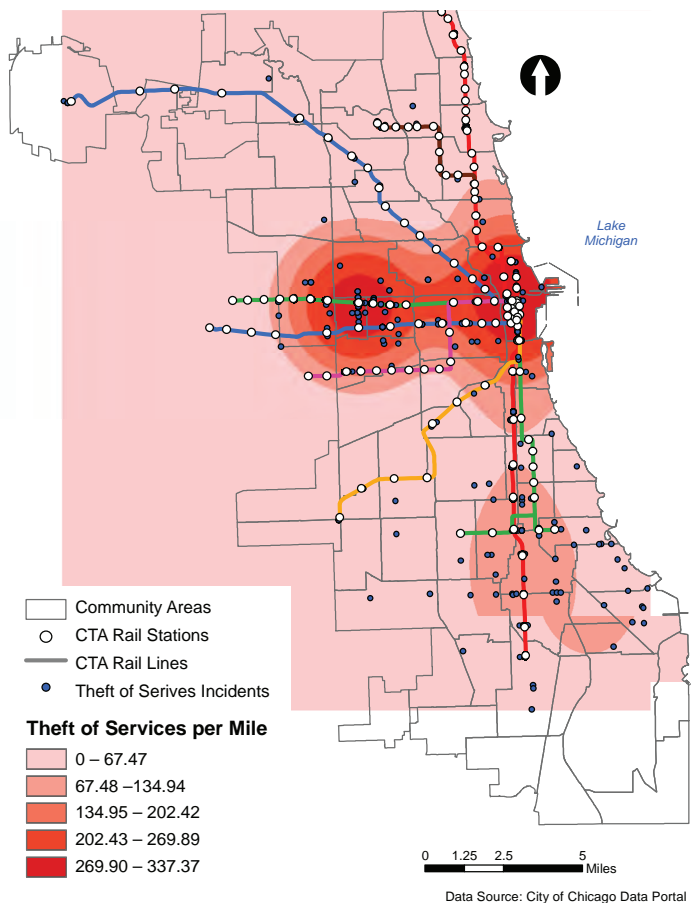 Lake
Michigan
Community Areas
CTA Rail Stations
CTA Rail Lines
Theft of Serives Incidents
Theft of Services per Mile
0 – 67.47
67.48 –134.94
134.95 – 202.42
202.43 – 269.89
269.90 – 337.37
0 1.25 2.5 5
Miles
Data Source: City of Chicago Data Portal